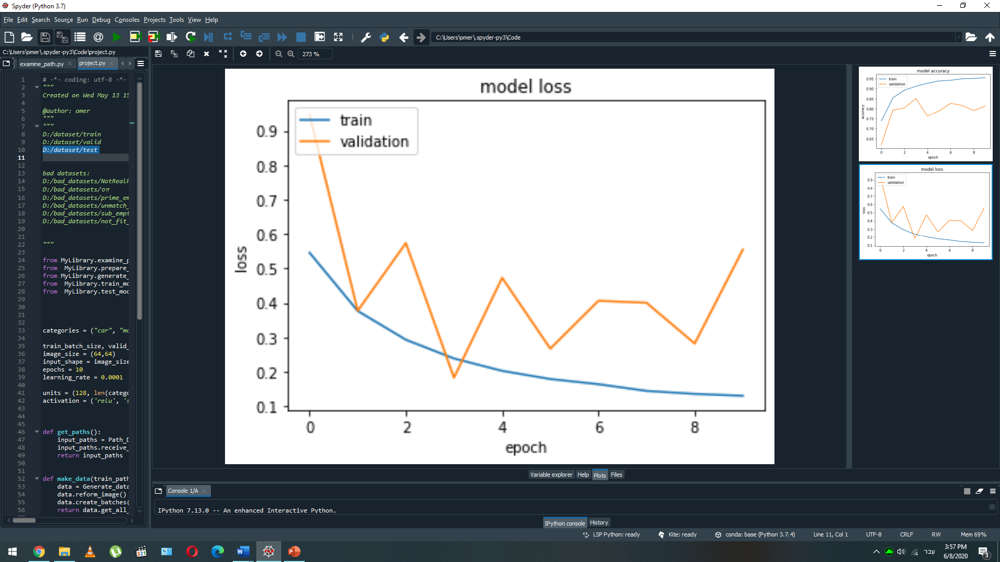 Spyder (Python 3.7)
File Edit Search Source Run Debug Consoles Projects Tools View Help
C:\Users\omer\.spyder-py3\Code
C:\Users\omer\.spyder-py3\Code\project.py
examine_path.py
project.py
273 %
1 # -*- coding: utf-8 -*-
2 """
3 Created on Wed May 13 15
4
5 @author: omer
6 """
7 """
8 D:/dataset/train
9 D:/dataset/valid
10 D:/dataset/test
11
12
13 bad datasets:
14 D:/bad_datasets/NotRealF
15 D:/bad_datasets/
16 D:/bad_datasets/prime_em
17 D:/bad_datasets/unmatch_
18 D:/bad_datasets/sub_empt
19 D:/bad_datasets/not_fit_
20
21
22 """
23
24 from MyLibrary.examine_p
25 from MyLibrary.prepare_
26 from MyLibrary.generate_
27 from MyLibrary.train_mo
28 from MyLibrary.test_mod
29
30
31
32
33 categories = ("car", "mo
34
35 train_batch_size, valid_
36 image_size = (64,64)
37 input_shape = image_size
38 epochs = 10
39 learning_rate = 0.0001
40
41 units = (128, len(catego
42 activation = ('relu', 's
43
44
45
46 def get_paths():
47 input_paths = Path_D
48 input_paths.receive_
49 return input_paths
50
51
52 def make_data(train_path
53 data = Generate_data
54 data.reform_image()
55 data.create_batches(
56 return data.get_all_
model loss
train
validation
0.9
0.8
0.7
0.6
0.5
0.4
0.3
0.2
0.1
loss
0 2 4 6 8
epoch
model accuracy
train
validation
0.95
0.90
0.85
0.80
0.75
0.70
0.65
accuracy
0 2 4 6 8
epoch
model loss
train
validation
0.9
0.8
0.7
0.6
0.5
0.4
0.3
0.2
0.1
loss
0 2 4 6 8
epoch
Variable explorer Help Plots Files
Console 1/A
IPython 7.13.0 -- An enhanced Interactive Python.
IPython console History
LSP Python: ready Kite: ready conda: base (Python 3.7.4) Line 11, Col 1 UTF-8 CRLF RW Mem 69%
321
עבר
3:57 PM
6/8/2020
3